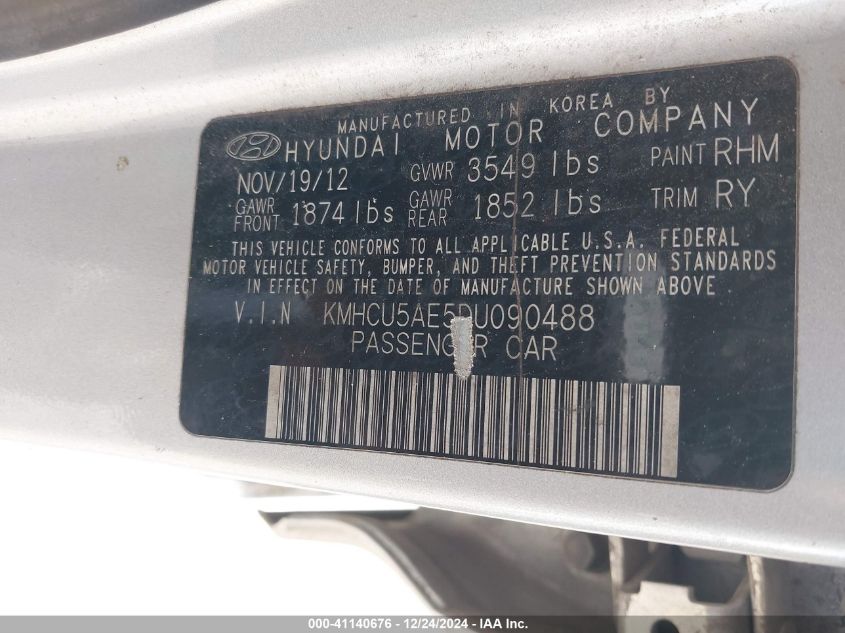 MANUFACTURED IN KOREA BY
HYUNDAI MOTOR COMPANY
NOV/19/12 GVWR 3549 lbs PAINT RHM
GAWR FRONT 1874 lbs GAWR REAR 1852 lbs TRIM RY
THIS VEHICLE CONFORMS TO ALL APPLICABLE U.S.A. FEDERAL
MOTOR VEHICLE SAFETY, BUMPER, AND THEFT PREVENTION STANDARDS
IN EFFECT ON THE DATE OF MANUFACTURE SHOWN ABOVE
V.I.N KMHCU5AE5DU090488
PASSENGER CAR
000-41140676 • 12/24/2024 • IAA Inc.